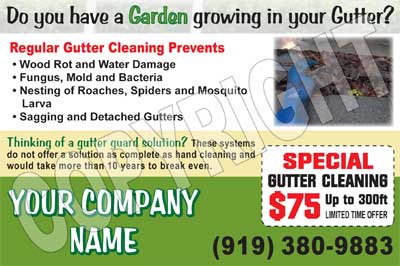 Do you have a Garden growing in your Gutter?
Regular Gutter Cleaning Prevents
• Wood Rot and Water Damage
• Fungus, Mold and Bacteria
• Nesting of Roaches, Spiders and Mosquito
Larva
• Sagging and Detached Gutters
Thinking of a gutter guard solution? These systems
do not offer a solution as complete as hand cleaning and
would take more than 10 years to break even.
SPECIAL
GUTTER CLEANING
$75 Up to 300ft
LIMITED TIME OFFER
YOUR COMPANY
NAME
(919) 380-9883
COPYRIGHT